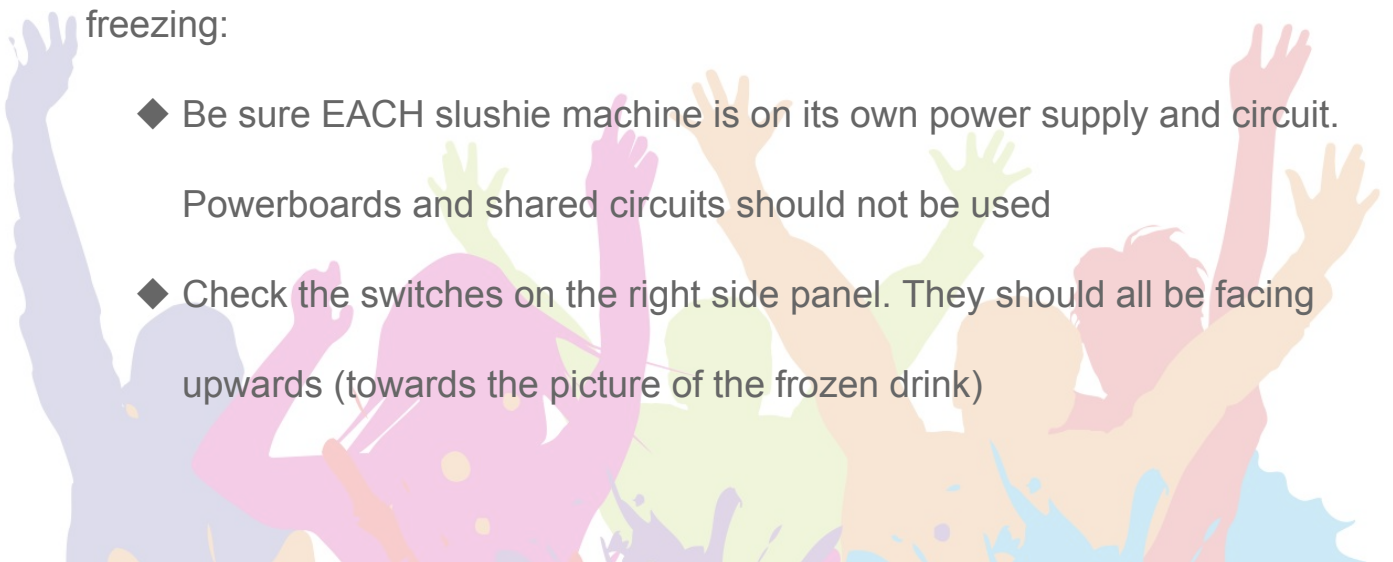 freezing:
◆ Be sure EACH slushie machine is on its own power supply and circuit.
Powerboards and shared circuits should not be used
◆ Check the switches on the right side panel. They should all be facing
upwards (towards the picture of the frozen drink)